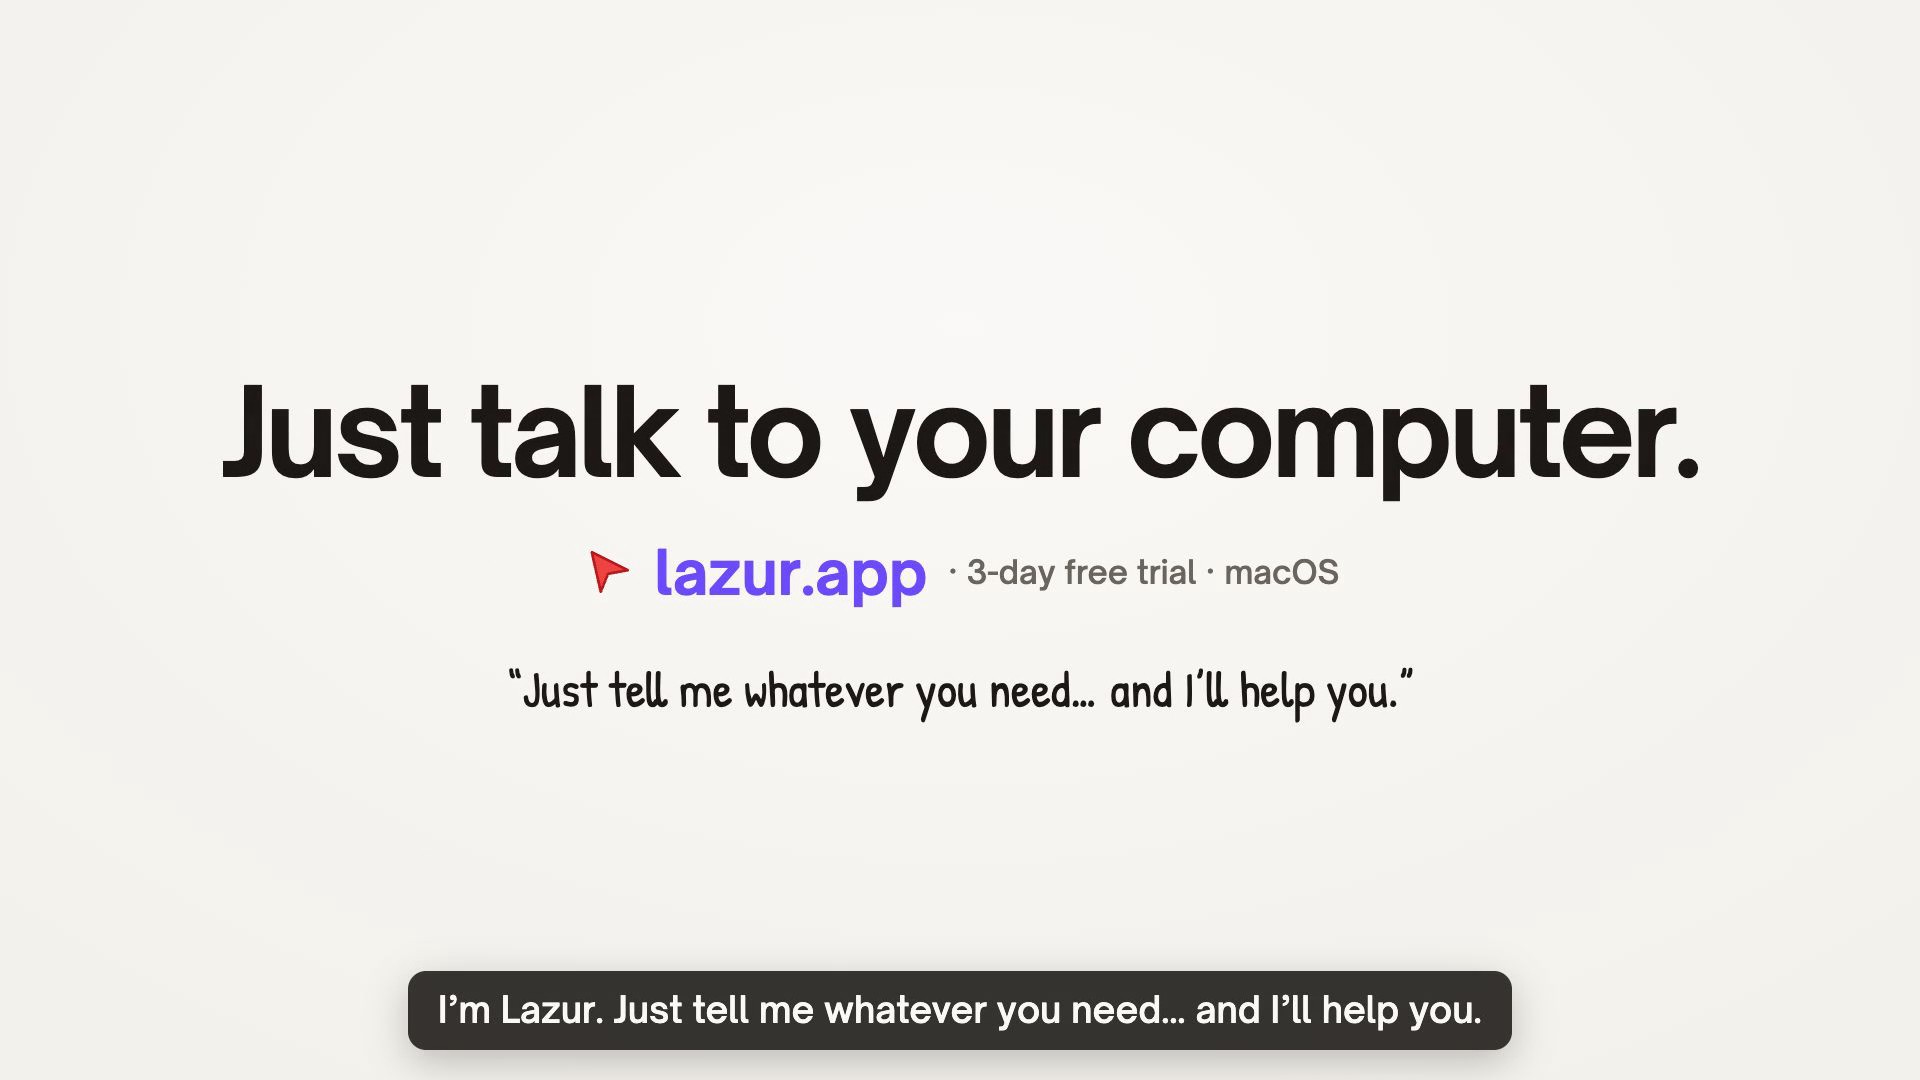 Just talk to your computer.
lazur.app · 3-day free trial · macOS
“Just tell me whatever you need... and I’ll help you.”
I’m Lazur. Just tell me whatever you need... and I’ll help you.